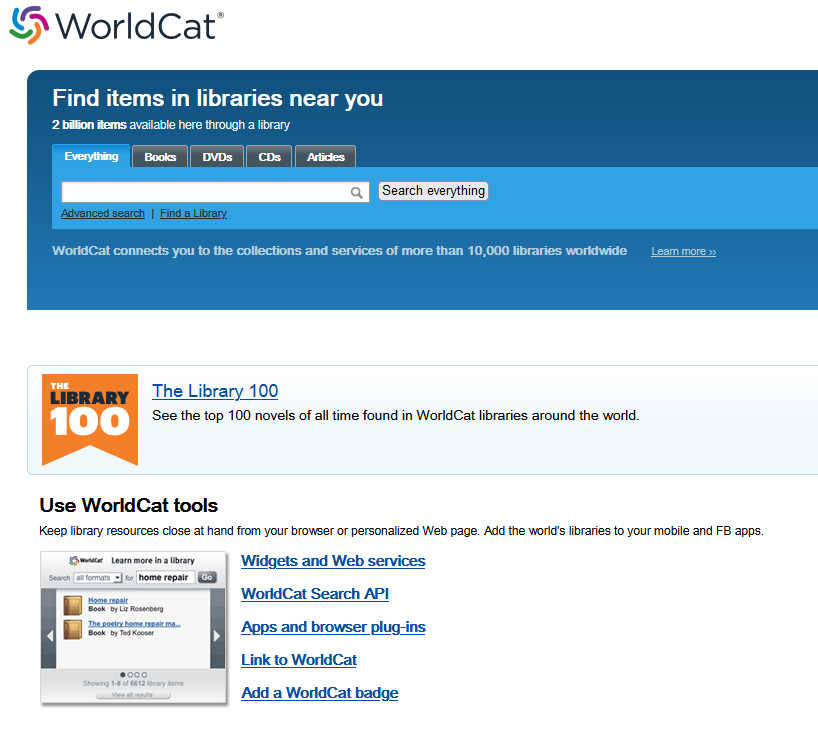 WorldCat®
Find items in libraries near you
2 billion items available here through a library
Everything Books DVDs CDs Articles
Search everything
Advanced search | Find a Library
WorldCat connects you to the collections and services of more than 10,000 libraries worldwide Learn more ››
THE
LIBRARY
100
The Library 100
See the top 100 novels of all time found in WorldCat libraries around the world.
Use WorldCat tools
Keep library resources close at hand from your browser or personalized Web page. Add the world's libraries to your mobile and FB apps.
WorldCat Learn more in a library
Search all formats for home repair Go
Home repair
Book by Liz Rosenberg
The poetry home repair ma...
Book by Ted Kooser
Showing 1-8 of 6612 library items
View all results
Widgets and Web services
WorldCat Search API
Apps and browser plug-ins
Link to WorldCat
Add a WorldCat badge